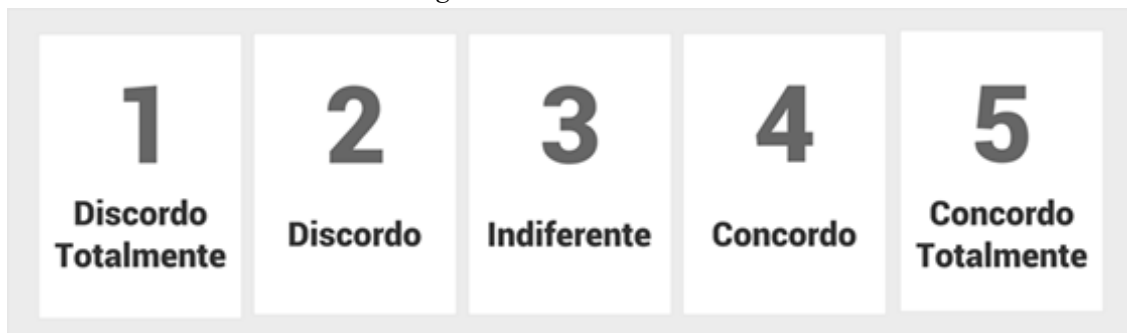 1
Discordo
Totalmente
2
Discordo
3
Indiferente
4
Concordo
5
Concordo
Totalmente